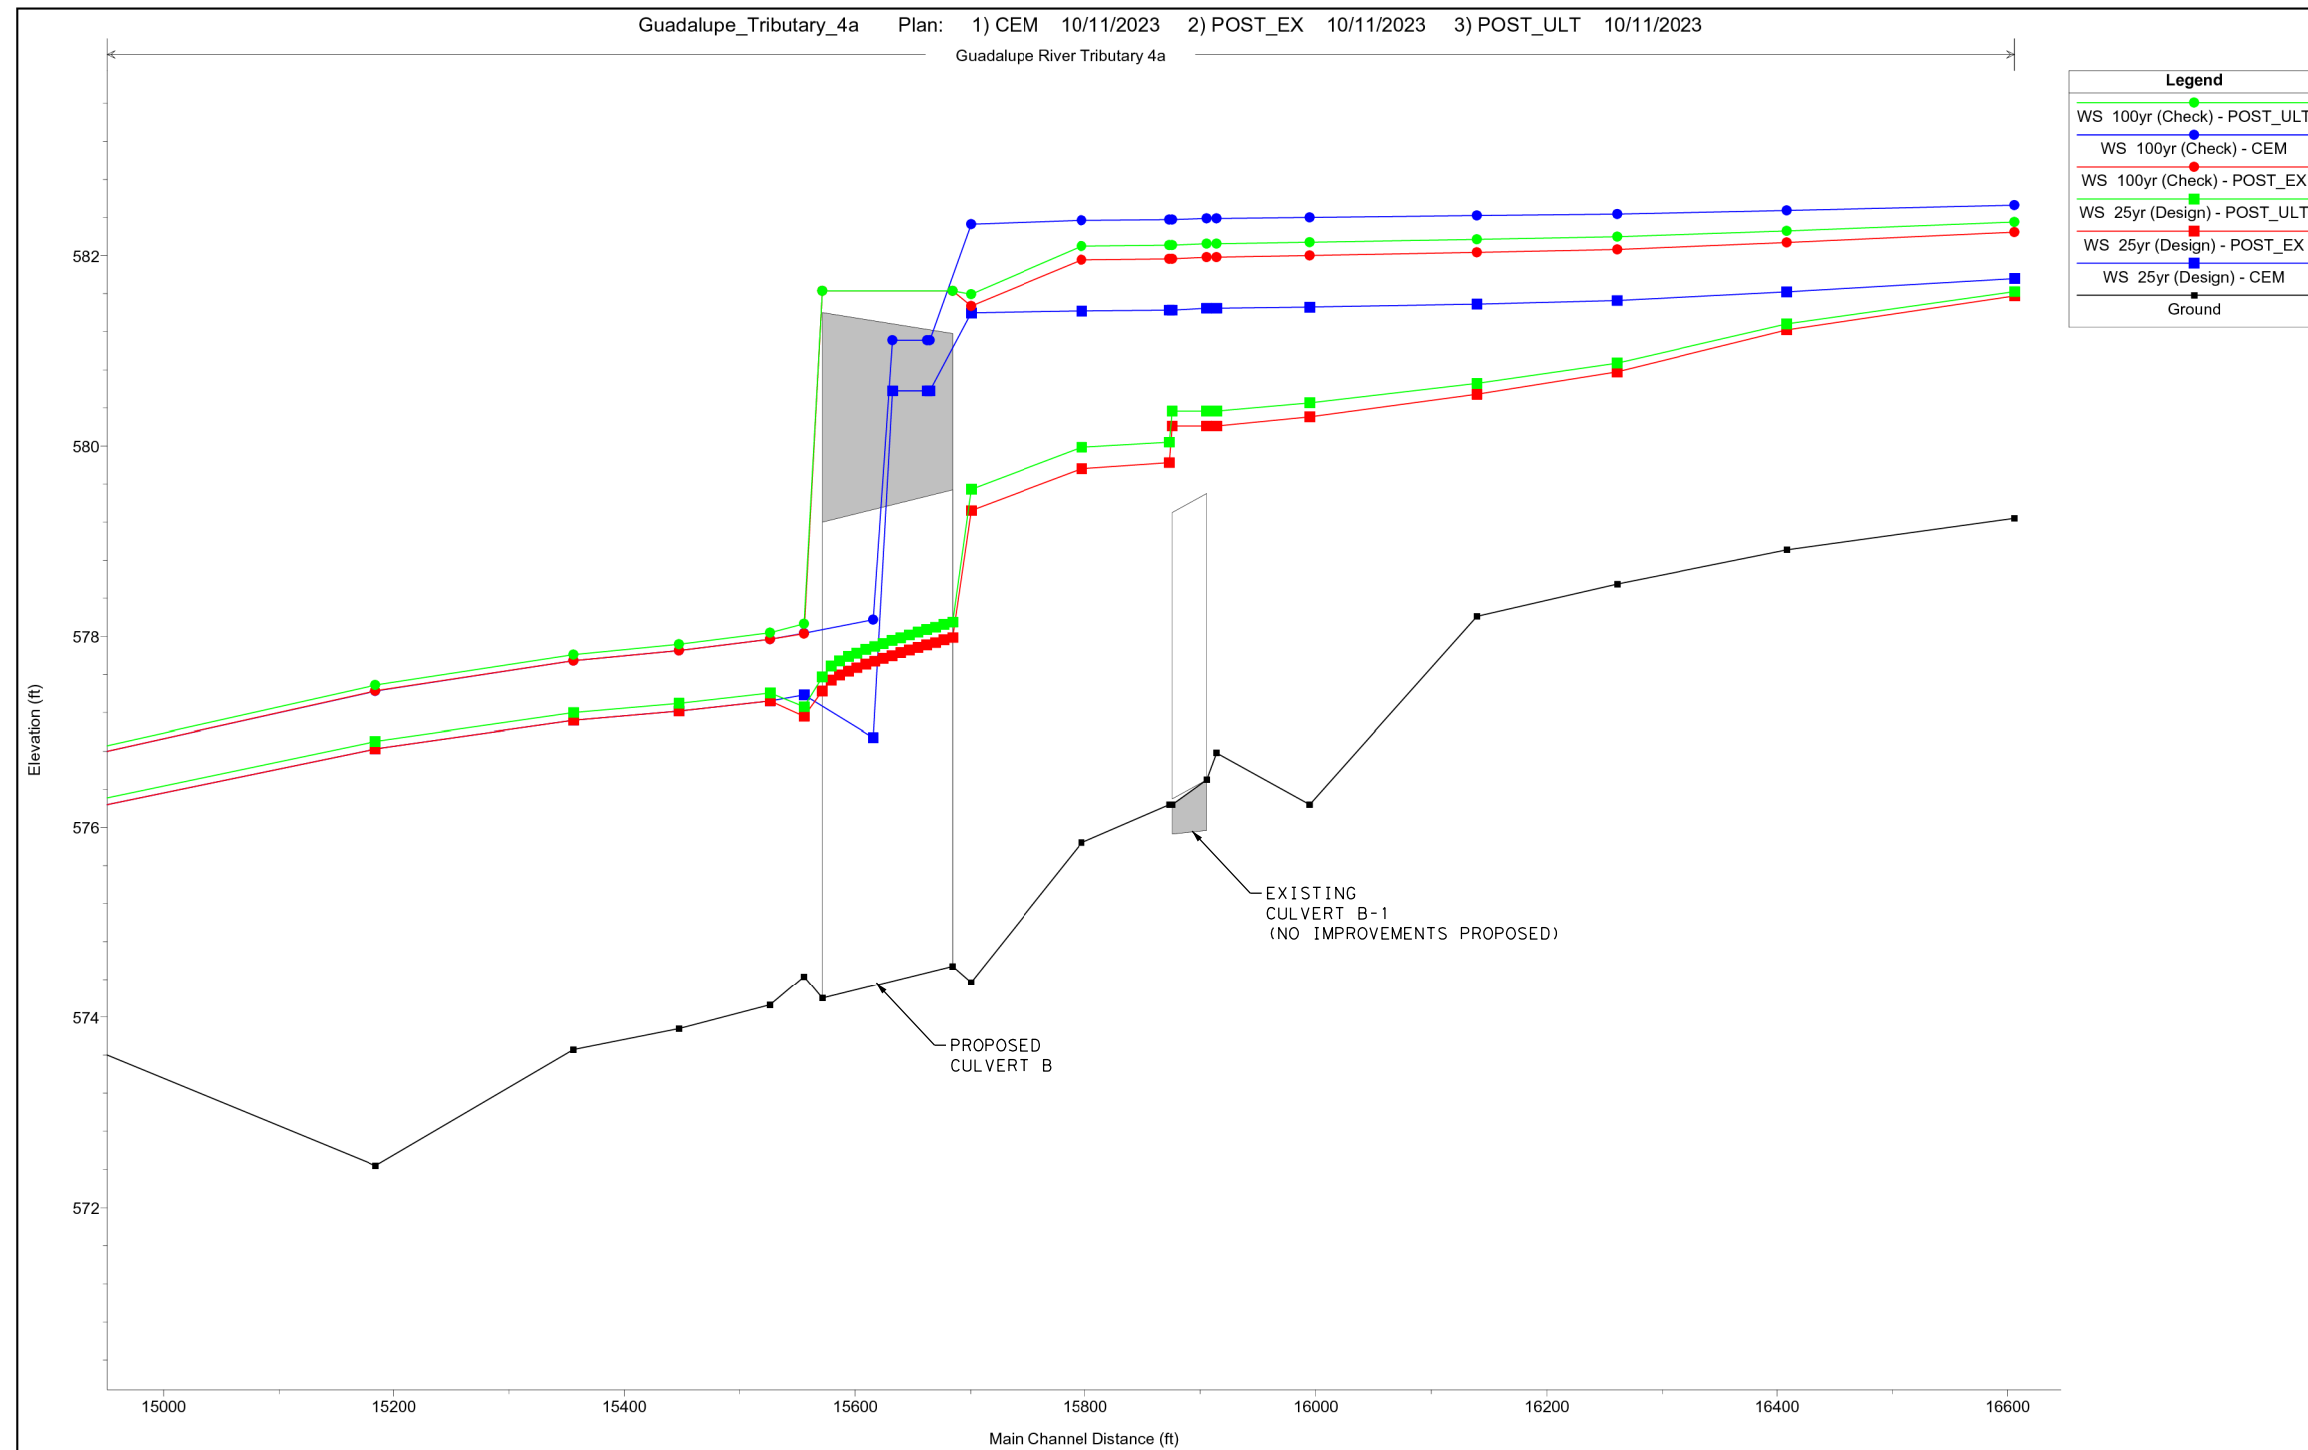 Guadalupe_Tributary_4a Plan: 1) CEM 10/11/2023 2) POST_EX 10/11/2023 3) POST_ULT 10/11/2023
Guadalupe River Tributary 4a
Legend
WS 100yr (Check) - POST_ULT
WS 100yr (Check) - CEM
WS 100yr (Check) - POST_EX
WS 25yr (Design) - POST_ULT
WS 25yr (Design) - POST_EX
WS 25yr (Design) - CEM
Ground
582
580
578
576
574
572
Elevation (ft)
EXISTING
CULVERT B-1
(NO IMPROVEMENTS PROPOSED)
PROPOSED
CULVERT B
15000 15200 15400 15600 15800 16000 16200 16400 16600
Main Channel Distance (ft)